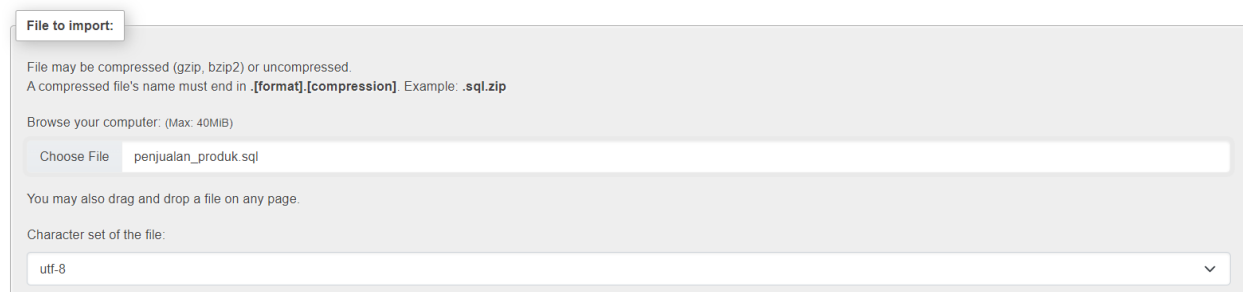 File to import:
File may be compressed (gzip, bzip2) or uncompressed.
A compressed file's name must end in .[format].[compression]. Example: .sql.zip
Browse your computer: (Max: 40MiB)
Choose File penjualan_produk.sql
You may also drag and drop a file on any page.
Character set of the file:
utf-8